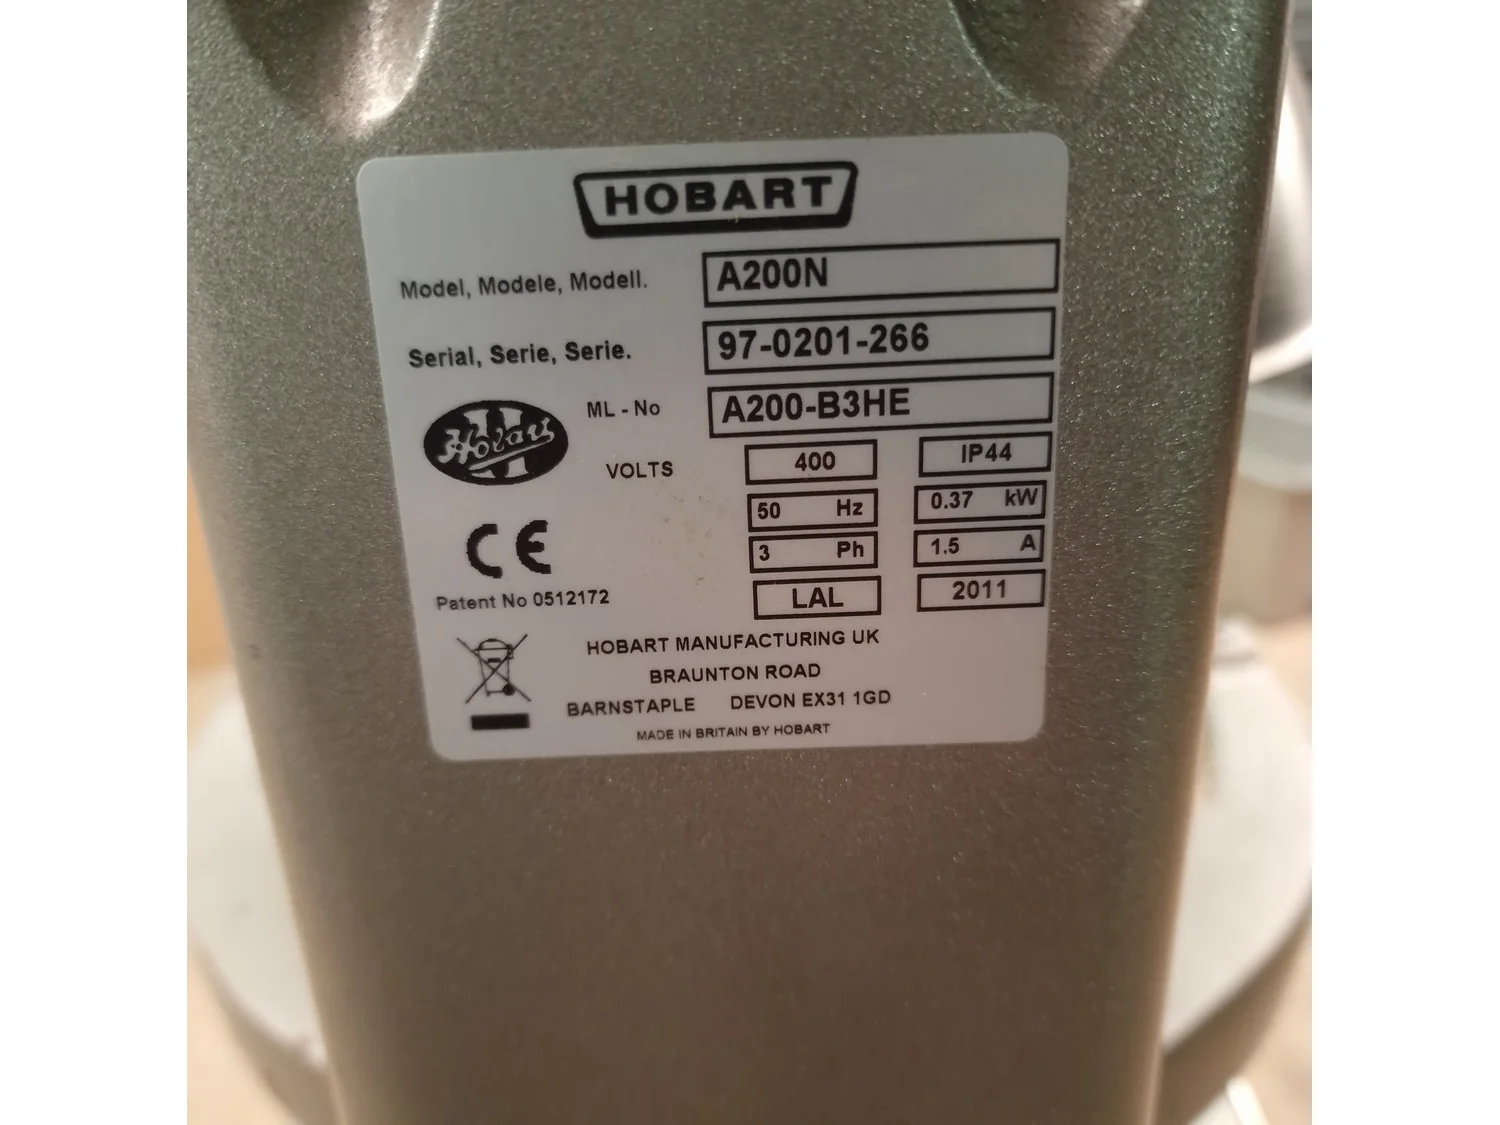 HOBART
Model, Modele, Modell. A200N
Serial, Serie, Serie. 97-0201-266
Hobart
ML - No A200-B3HE
VOLTS 400 IP44
50 Hz 0.37 kW
3 Ph 1.5 A
CE
LAL 2011
Patent No 0512172
HOBART MANUFACTURING UK
BRAUNTON ROAD
BARNSTAPLE DEVON EX31 1GD
MADE IN BRITAIN BY HOBART